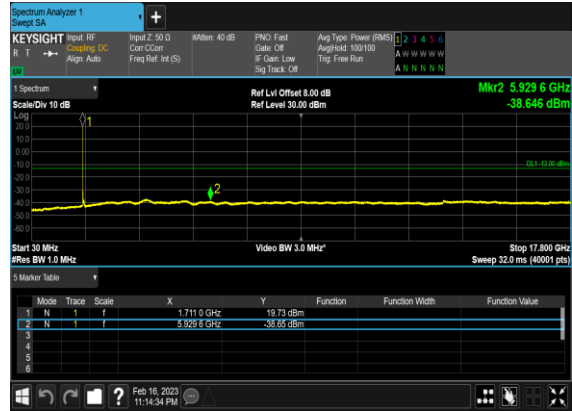 Spectrum Analyzer 1
Swept SA
+
KEYSIGHT Input: RF Input Z: 50 Ω #Atten: 40 dB PNO: Fast Avg Type: Power (RMS) 1 2 3 4 5 6
R T Coupling: DC Corr CCorr Gate: Off Avg|Hold: 100/100 A W W W W W
Align: Auto Freq Ref: Int (S) IF Gain: Low Trig: Free Run
LW Sig Track: Off A N N N N N
1 Spectrum Ref Lvl Offset 8.00 dB Mkr2 5.929 6 GHz
Scale/Div 10 dB Ref Level 30.00 dBm -38.646 dBm
Log
20.0
10.0
0.00
-10.0
DL1 -13.00 dBm
-20.0
-30.0
-40.0
-50.0
-60.0
1
2
Start 30 MHz Video BW 3.0 MHz* Stop 17.800 GHz
#Res BW 1.0 MHz Sweep 32.0 ms (40001 pts)
5 Marker Table
Mode Trace Scale X Y Function Function Width Function Value
1 N 1 f 1.711 0 GHz 19.73 dBm
2 N 1 f 5.929 6 GHz -38.65 dBm
3
4
5
6
? Feb 16, 2023
11:14:34 PM